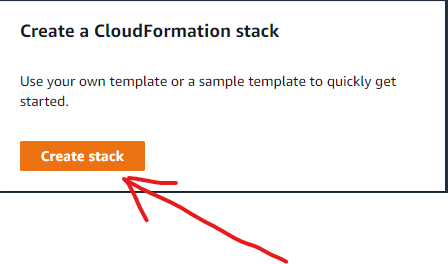 Create a CloudFormation stack
Use your own template or a sample template to quickly get
started.
Create stack